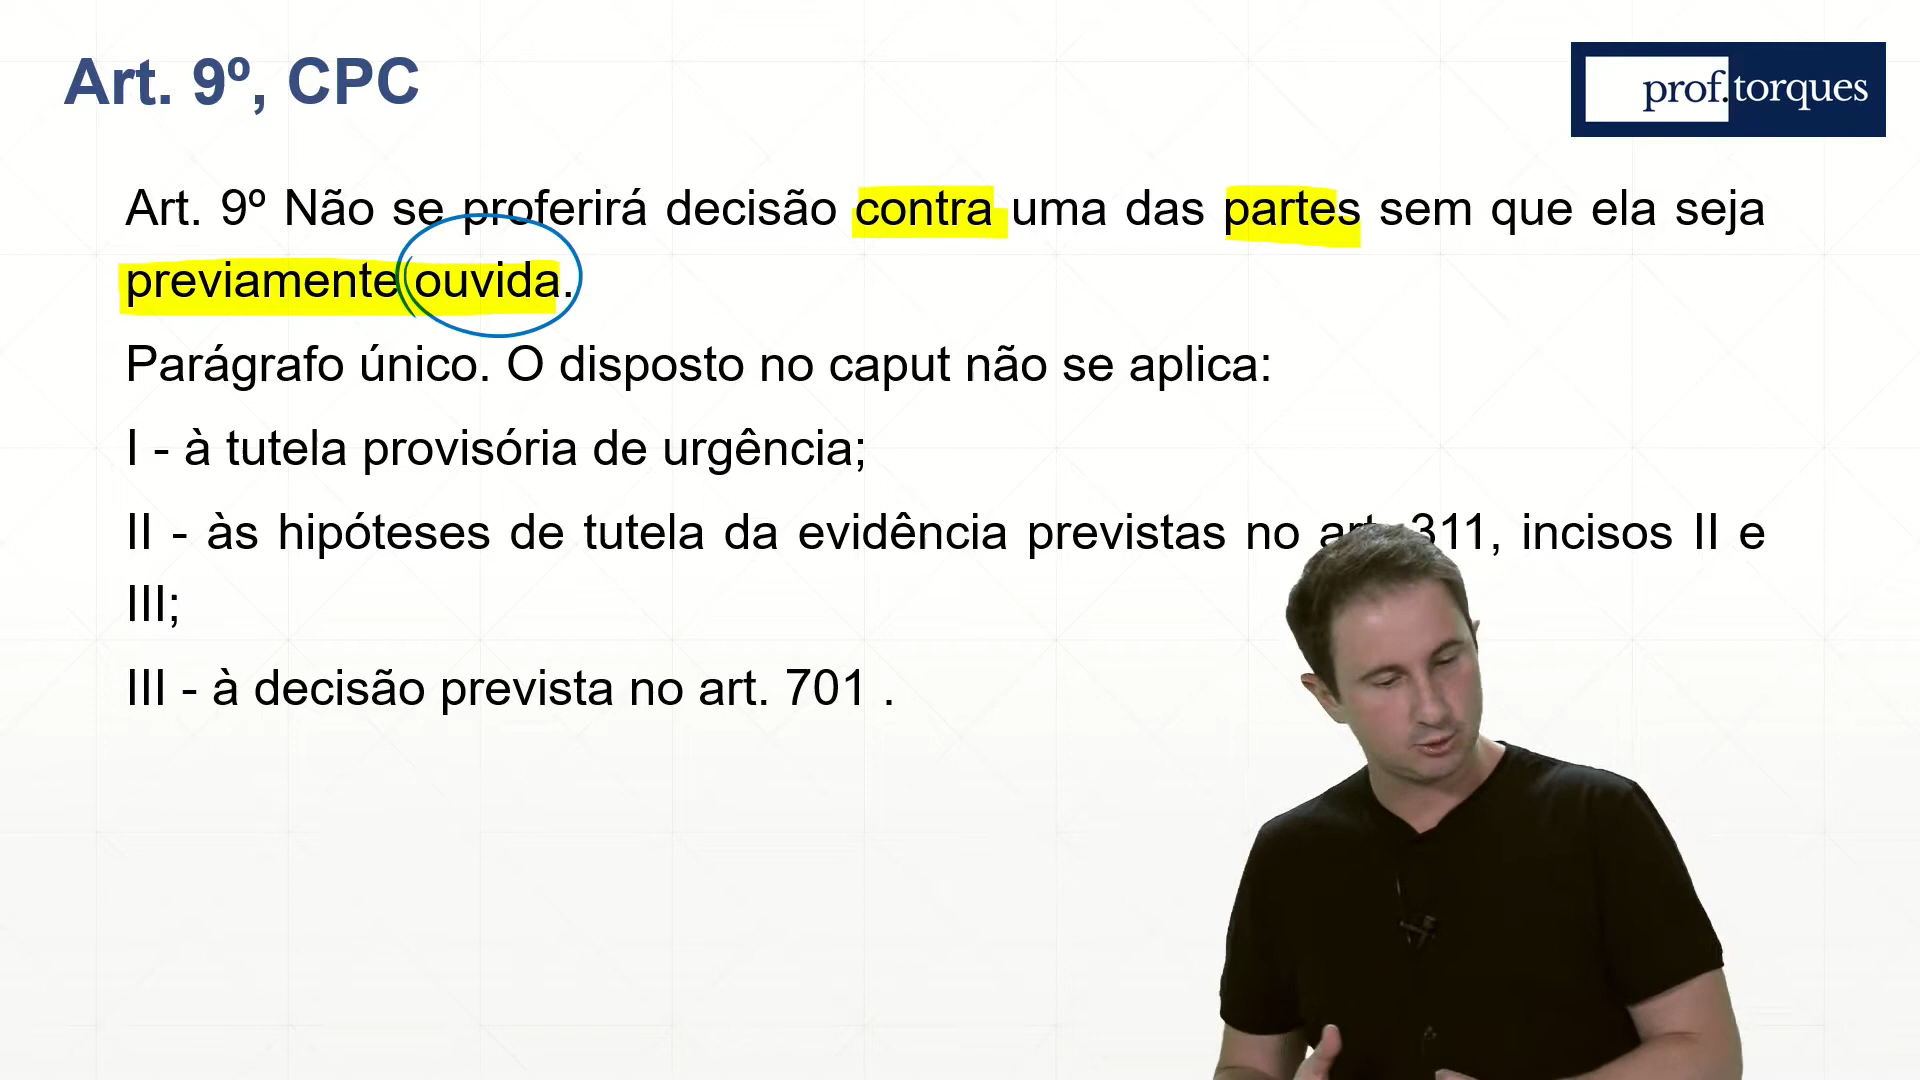 Art. 9º, CPC
prof.torques
Art. 9º Não se proferirá decisão contra uma das partes sem que ela seja
previamente ouvida.
Parágrafo único. O disposto no caput não se aplica:
I - à tutela provisória de urgência;
II - às hipóteses de tutela da evidência previstas no art. 311, incisos II e
III;
III - à decisão prevista no art. 701 .